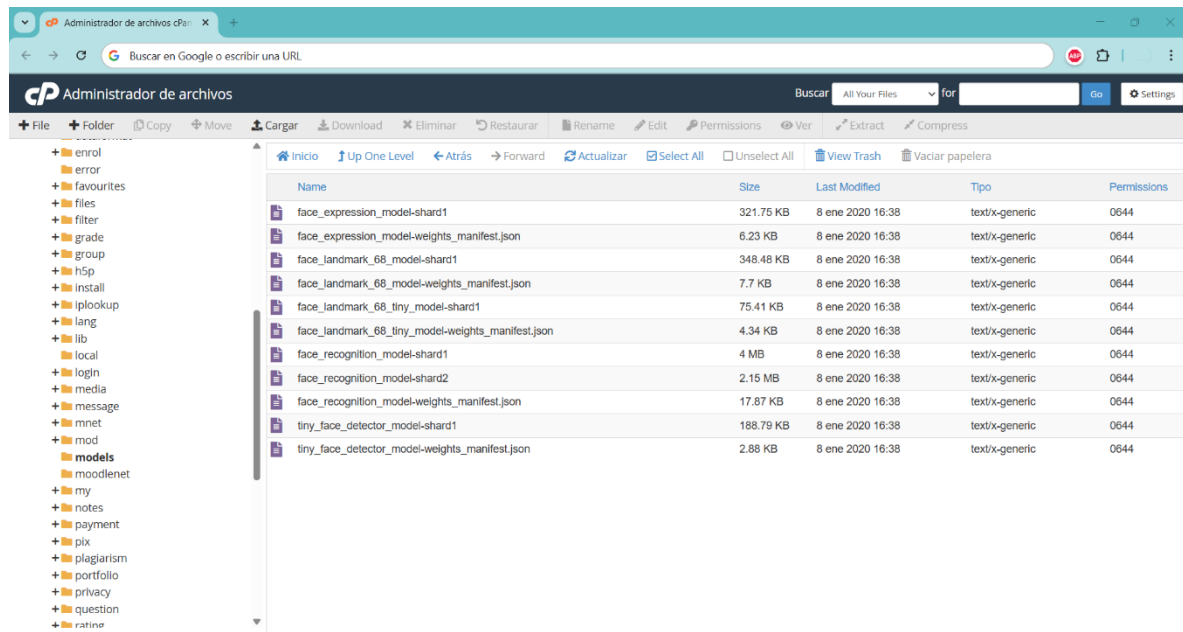 Administrador de archivos cPan
Buscar en Google o escribir una URL
ABP
cP Administrador de archivos
Buscar All Your Files for Go Settings
File Folder Copy Move Cargar Download Eliminar Restaurar Rename Edit Permissions Ver Extract Compress
Inicio Up One Level Atrás Forward Actualizar Select All Unselect All View Trash Vaciar papelera
enrol
error
favourites
files
filter
grade
group
h5p
install
iplookup
lang
lib
local
login
media
message
mnet
mod
models
moodlenet
my
notes
payment
pix
plagiarism
portfolio
privacy
question
rating
Name Size Last Modified Tipo Permissions
face_expression_model-shard1 321.75 KB 8 ene 2020 16:38 text/x-generic 0644
face_expression_model-weights_manifest.json 6.23 KB 8 ene 2020 16:38 text/x-generic 0644
face_landmark_68_model-shard1 348.48 KB 8 ene 2020 16:38 text/x-generic 0644
face_landmark_68_model-weights_manifest.json 7.7 KB 8 ene 2020 16:38 text/x-generic 0644
face_landmark_68_tiny_model-shard1 75.41 KB 8 ene 2020 16:38 text/x-generic 0644
face_landmark_68_tiny_model-weights_manifest.json 4.34 KB 8 ene 2020 16:38 text/x-generic 0644
face_recognition_model-shard1 4 MB 8 ene 2020 16:38 text/x-generic 0644
face_recognition_model-shard2 2.15 MB 8 ene 2020 16:38 text/x-generic 0644
face_recognition_model-weights_manifest.json 17.87 KB 8 ene 2020 16:38 text/x-generic 0644
tiny_face_detector_model-shard1 188.79 KB 8 ene 2020 16:38 text/x-generic 0644
tiny_face_detector_model-weights_manifest.json 2.88 KB 8 ene 2020 16:38 text/x-generic 0644